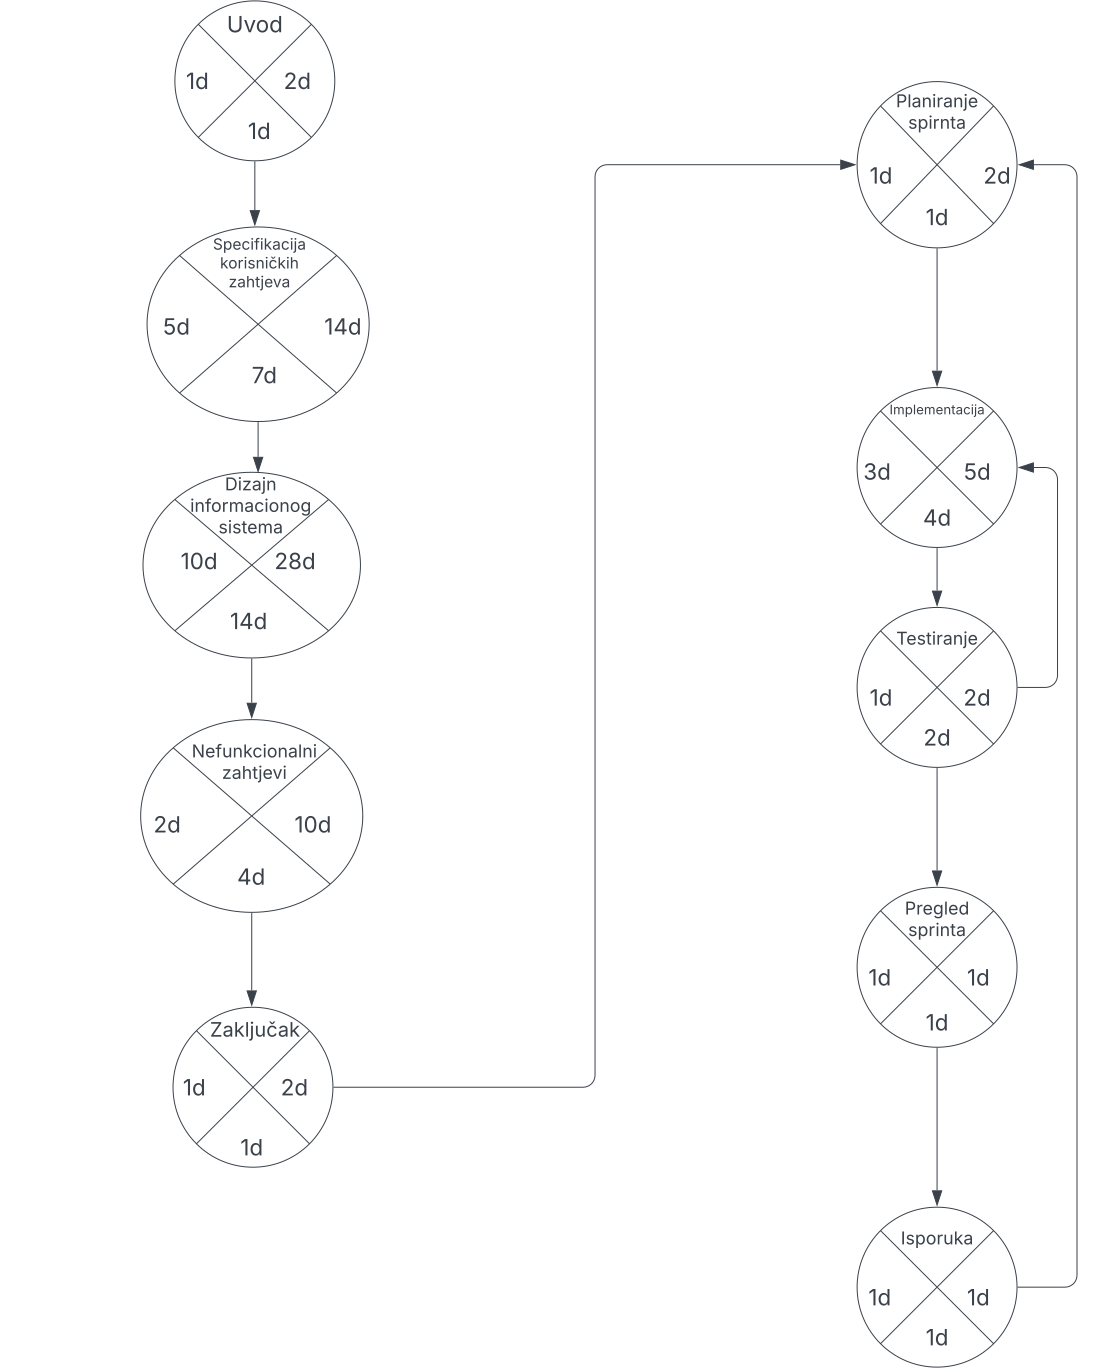 Uvod
1d
2d
1d
Specifikacija
korisničkih
zahtjeva
5d
14d
7d
Dizajn
informacionog
sistema
10d
28d
14d
Nefunkcionalni
zahtjevi
2d
10d
4d
Zaključak
1d
2d
1d
Planiranje
spirnta
1d
2d
1d
Implementacija
3d
5d
4d
Testiranje
1d
2d
2d
Pregled
sprinta
1d
1d
1d
Isporuka
1d
1d
1d